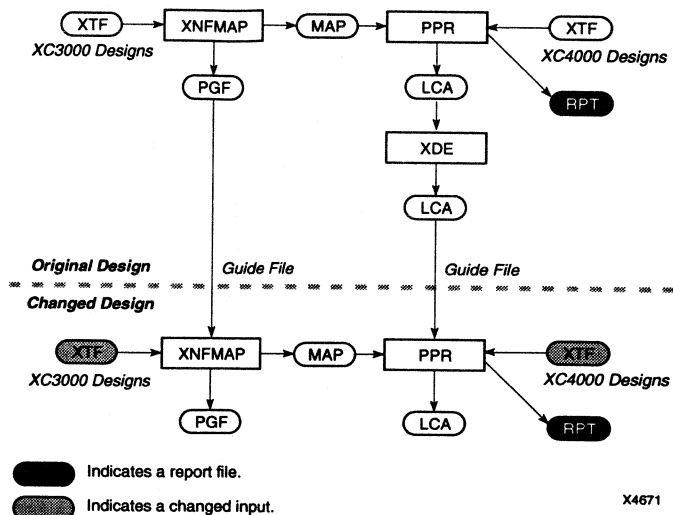 XTF XNFMAP MAP PPR XTF
XC3000 Designs XC4000 Designs
PGF LCA RPT
XDE
LCA
Original Design Guide File Guide File
Changed Design
XTF XNFMAP MAP PPR XTF
XC3000 Designs XC4000 Designs
PGF LCA RPT
Indicates a report file.
Indicates a changed input.
X4671